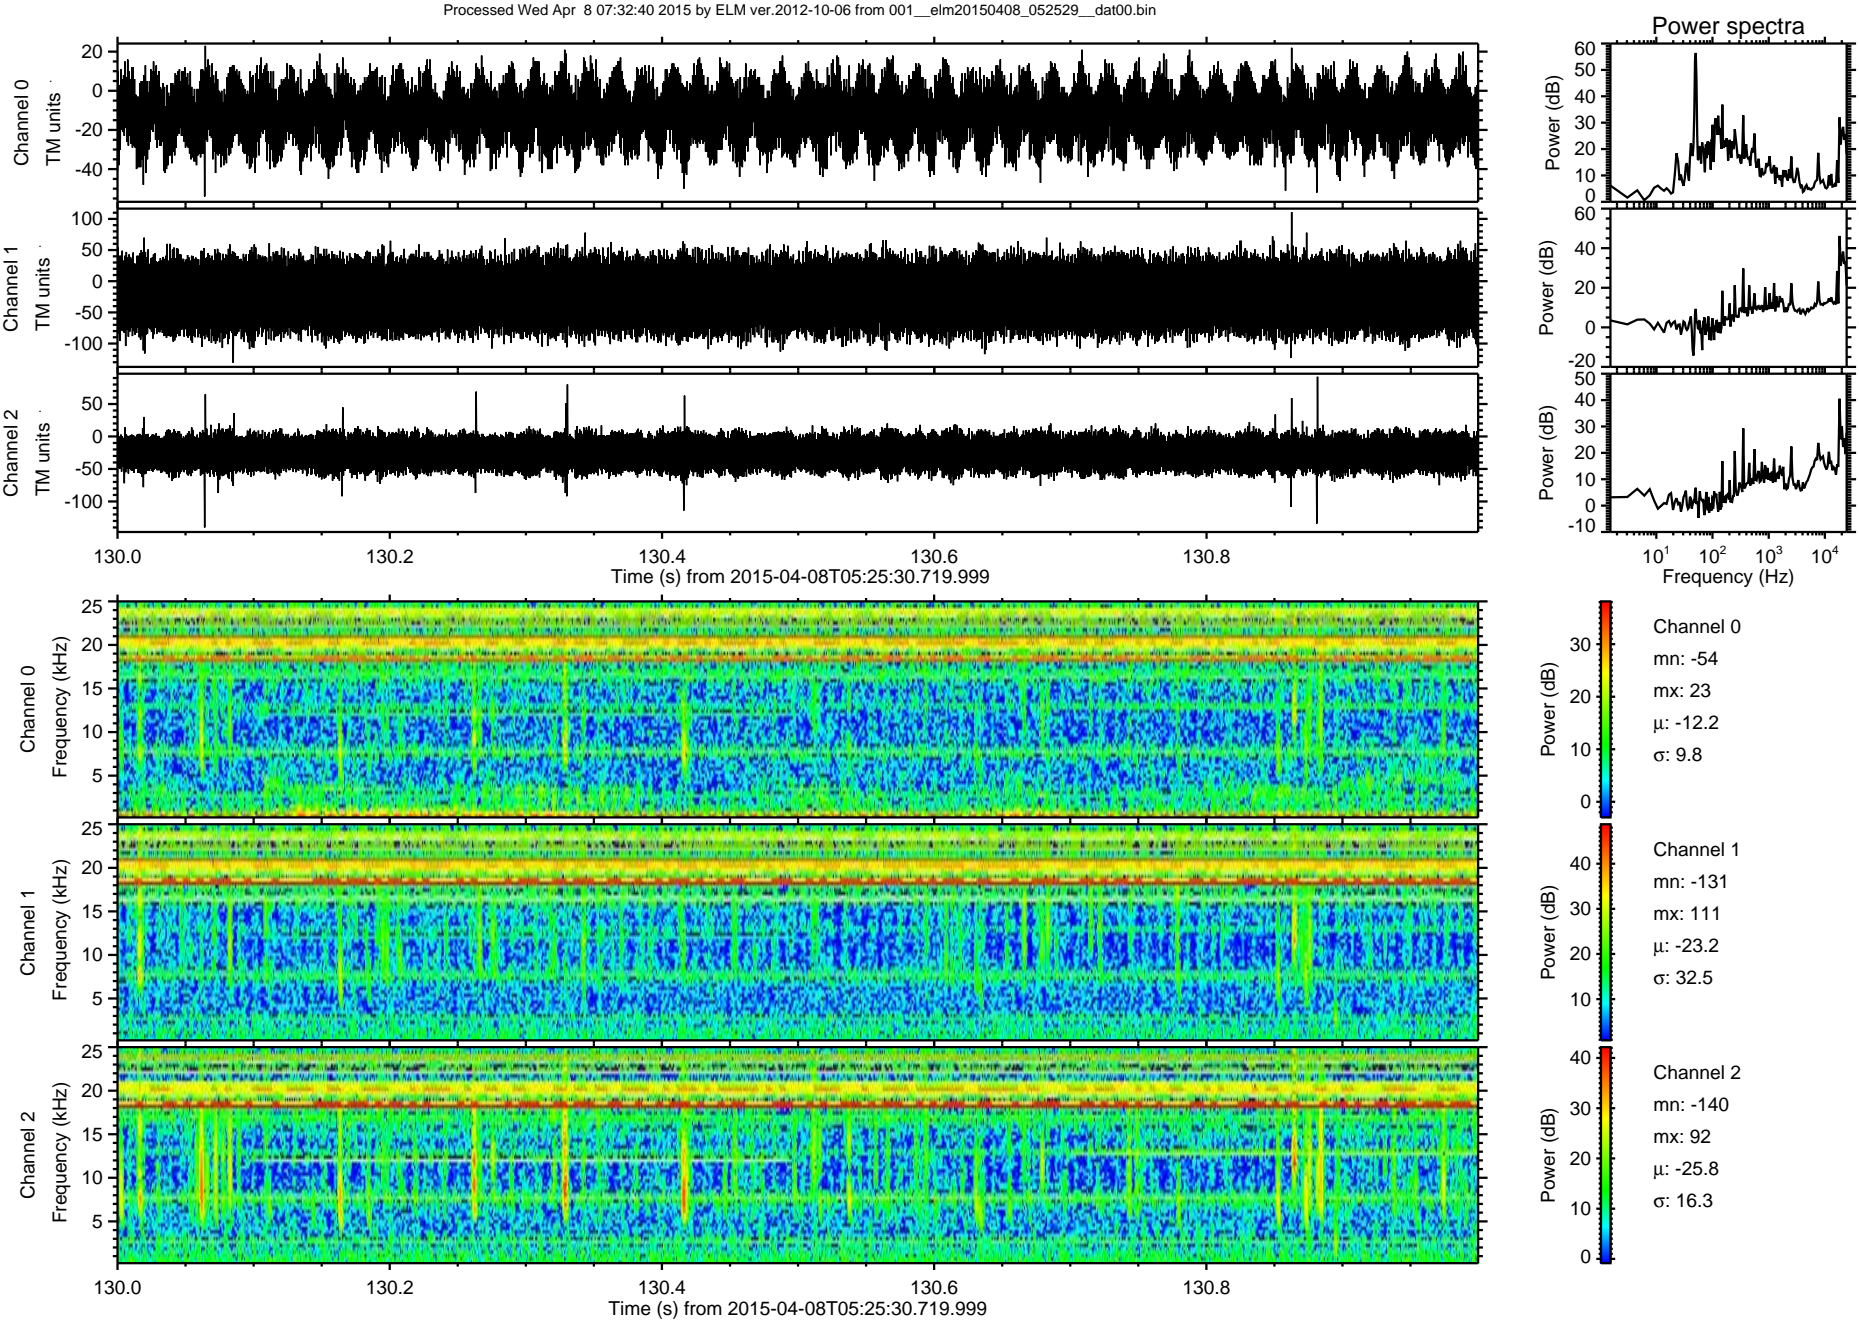 Processed Wed Apr  8 07:32:40 2015 by ELM ver.2012-10-06 from 001__elm20150408_052529__dat00.bin
Power spectra
Channel 0
TM units
20
0
-20
-40
Power (dB)
60
50
40
30
20
10
0
Channel 1
TM units
100
50
0
-50
-100
Power (dB)
60
40
20
0
-20
Channel 2
TM units
50
0
-50
-100
Power (dB)
50
40
30
20
10
0
-10
130.0 130.2 130.4 130.6 130.8
Time (s) from 2015-04-08T05:25:30.719.999
10^1 10^2 10^3 10^4
Frequency (Hz)
Channel 0
Frequency (kHz)
25
20
15
10
5
Power (dB)
30
20
10
0
Channel 0
mn: -54
mx: 23
µ: -12.2
σ: 9.8
Channel 1
Frequency (kHz)
25
20
15
10
5
Power (dB)
40
30
20
10
Channel 1
mn: -131
mx: 111
µ: -23.2
σ: 32.5
Channel 2
Frequency (kHz)
25
20
15
10
5
Power (dB)
40
30
20
10
0
Channel 2
mn: -140
mx: 92
µ: -25.8
σ: 16.3
130.0 130.2 130.4 130.6 130.8
Time (s) from 2015-04-08T05:25:30.719.999